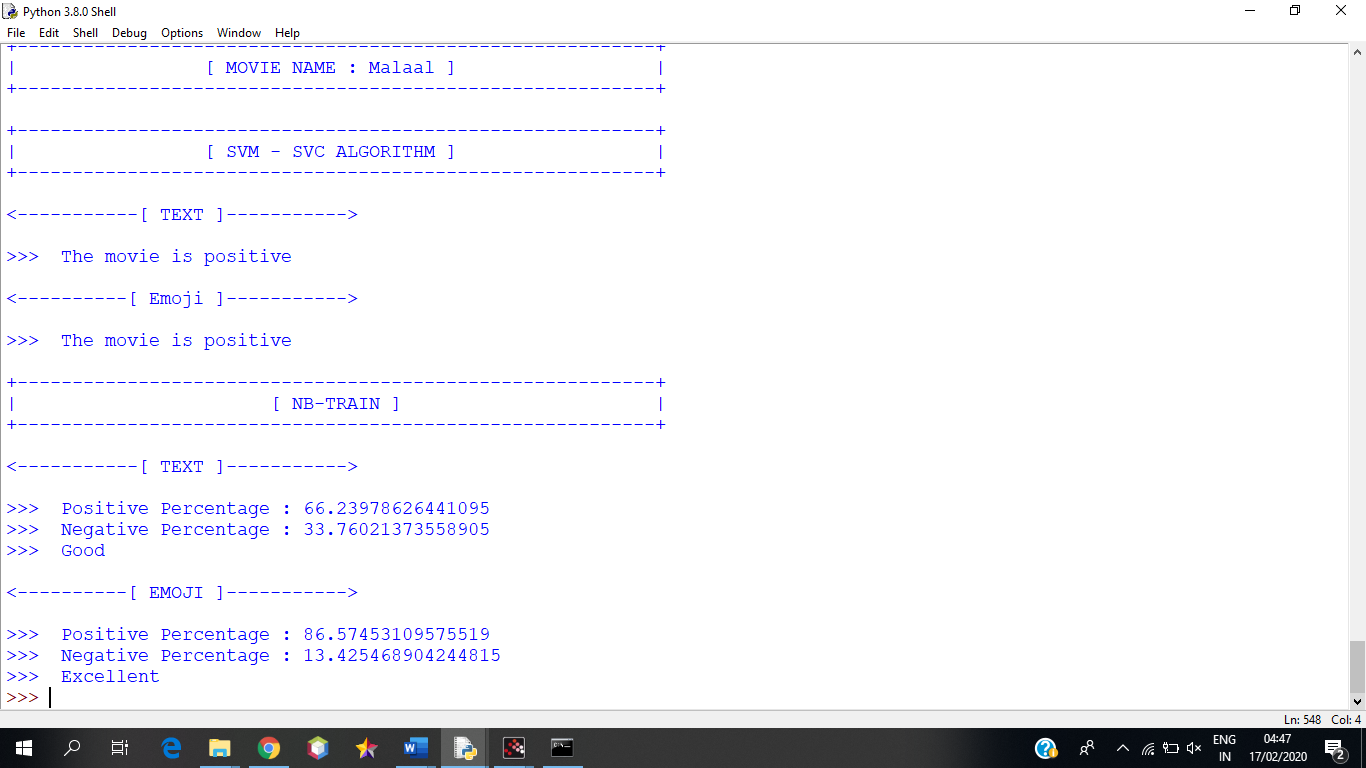 Python 3.8.0 Shell
File Edit Shell Debug Options Window Help
+----------------------------------------------------------+
| [ MOVIE NAME : Malaal ] |
+----------------------------------------------------------+
+----------------------------------------------------------+
| [ SVM - SVC ALGORITHM ] |
+----------------------------------------------------------+
<-----------[ TEXT ]----------->
>>> The movie is positive
<----------[ Emoji ]----------->
>>> The movie is positive
+----------------------------------------------------------+
| [ NB-TRAIN ] |
+----------------------------------------------------------+
<-----------[ TEXT ]----------->
>>> Positive Percentage : 66.23978626441095
>>> Negative Percentage : 33.76021373558905
>>> Good
<----------[ EMOJI ]----------->
>>> Positive Percentage : 86.57453109575519
>>> Negative Percentage : 13.425468904244815
>>> Excellent
>>>
Ln: 548 Col: 4
ENG
IN
04:47
17/02/2020
2